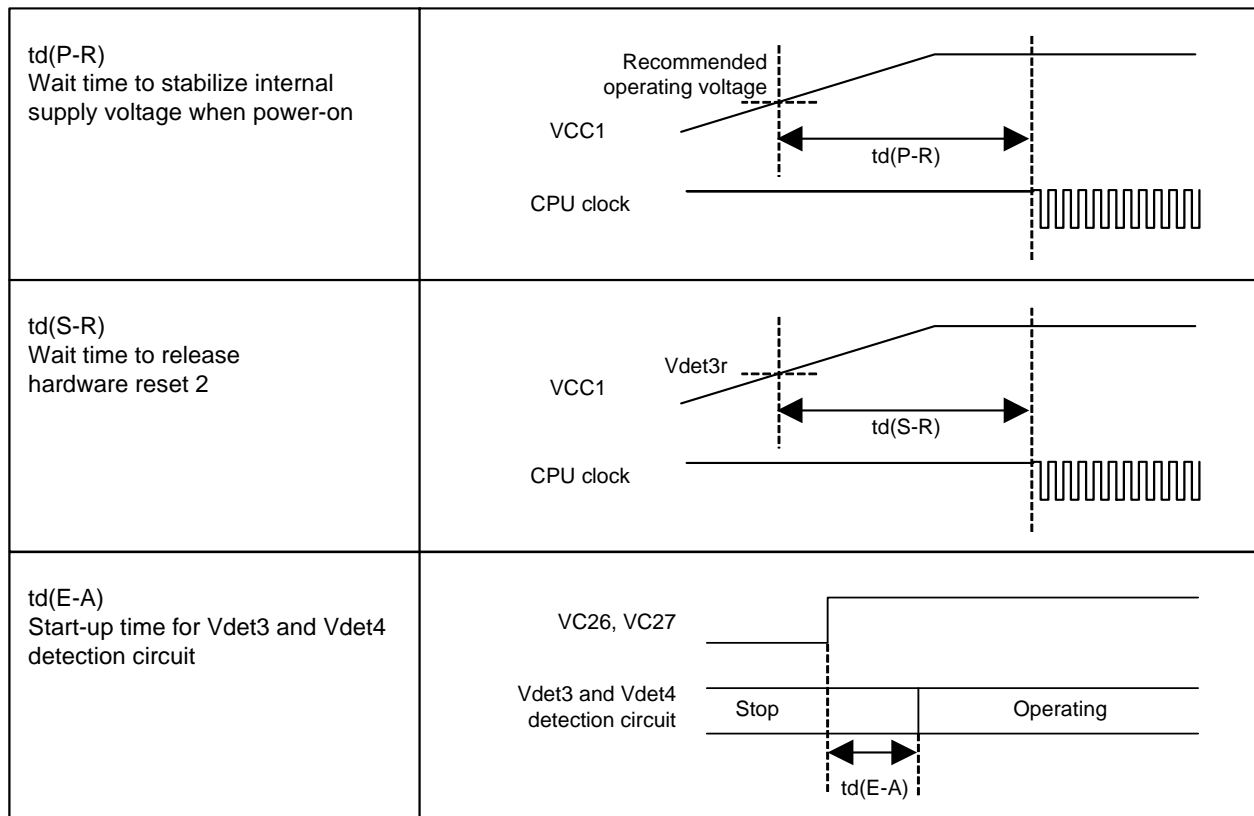 td(P-R)
Wait time to stabilize internal
supply voltage when power-on
Recommended
operating voltage
VCC1
td(P-R)
CPU clock
td(S-R)
Wait time to release
hardware reset 2
Vdet3r
VCC1
td(S-R)
CPU clock
td(E-A)
Start-up time for Vdet3 and Vdet4
detection circuit
VC26, VC27
Vdet3 and Vdet4
detection circuit
Stop
Operating
td(E-A)